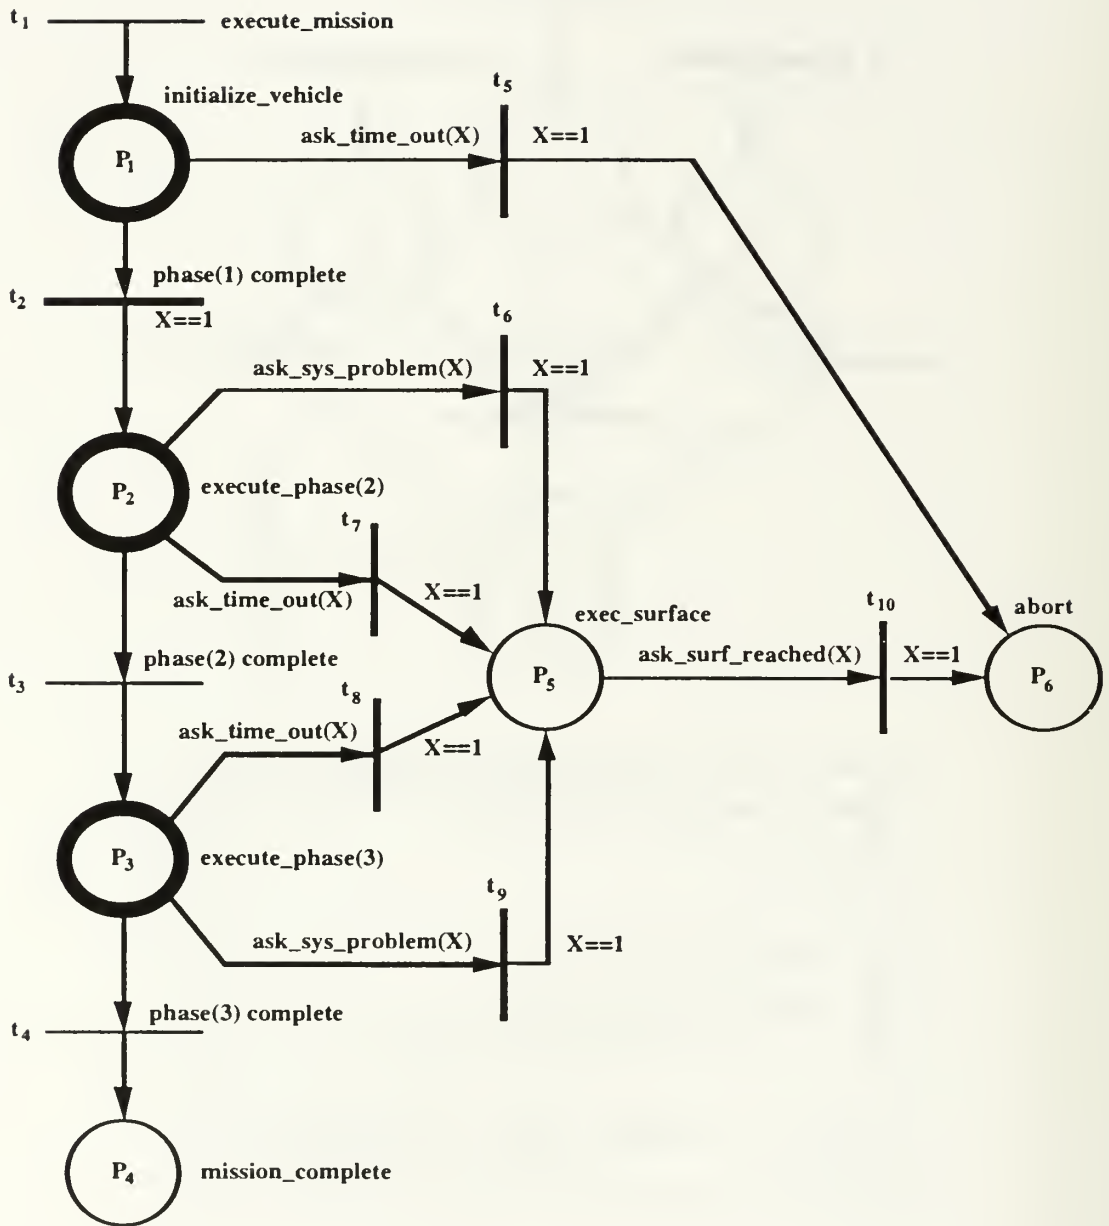 t1 execute_mission
initialize_vehicle
t5
P1
ask_time_out(X)
X==1
phase(1) complete
t2
X==1
t6
ask_sys_problem(X)
X==1
P2
execute_phase(2)
t7
ask_time_out(X)
X==1
exec_surface
t10
abort
phase(2) complete
P5
ask_surf_reached(X)
X==1
P6
t3
t8
ask_time_out(X)
X==1
P3
execute_phase(3)
t9
ask_sys_problem(X)
X==1
phase(3) complete
t4
P4
mission_complete